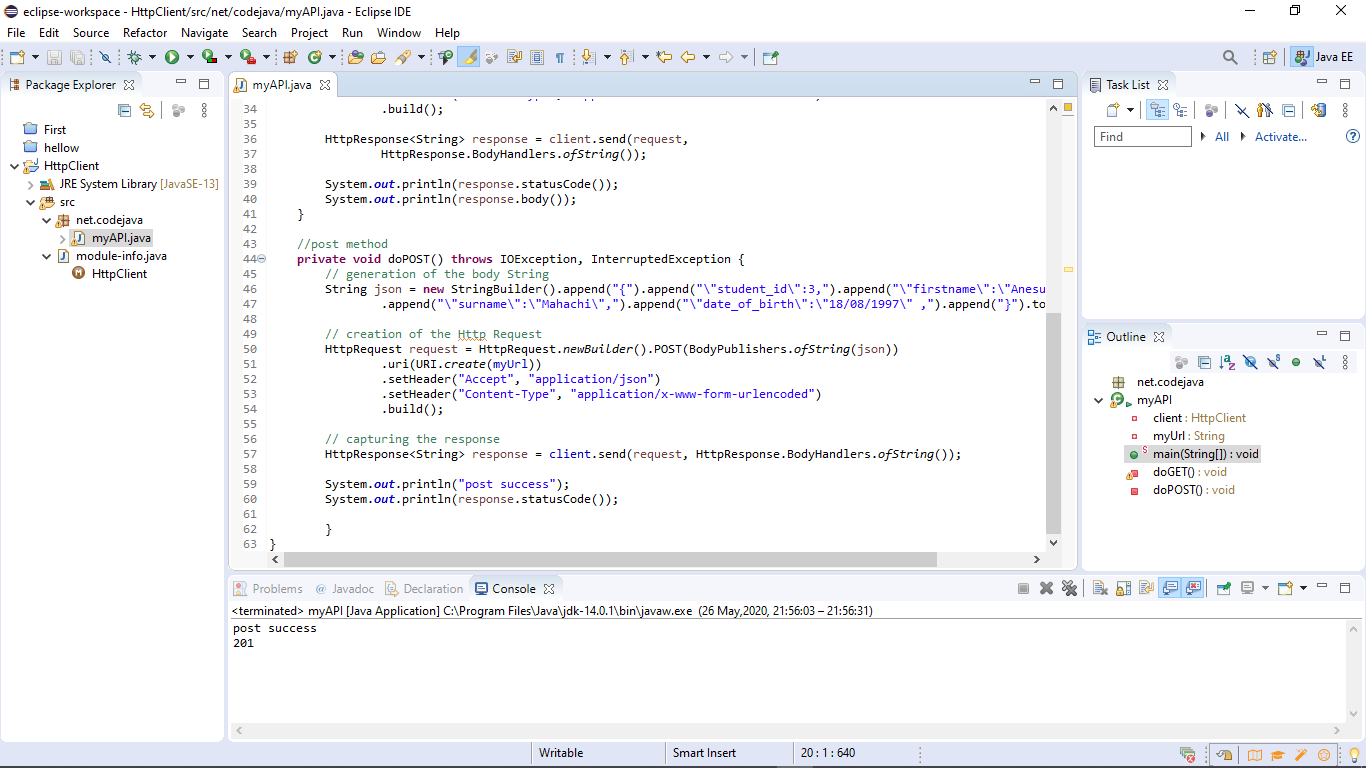 eclipse-workspace - HttpClient/src/net/codejava/myAPI.java - Eclipse IDE
File Edit Source Refactor Navigate Search Project Run Window Help
Java EE
Package Explorer
First
hellow
HttpClient
JRE System Library [JavaSE-13]
src
net.codejava
myAPI.java
module-info.java
HttpClient
myAPI.java
34 .build();
35
36 HttpResponse<String> response = client.send(request,
37 HttpResponse.BodyHandlers.ofString());
38
39 System.out.println(response.statusCode());
40 System.out.println(response.body());
41 }
42
43 //post method
44 private void doPOST() throws IOException, InterruptedException {
45 // generation of the body String
46 String json = new StringBuilder().append("{").append("\"student_id\":3,").append("\"firstname\":\"Anesu
47 .append("\"surname\":\"Mahachi\",").append("\"date_of_birth\":\"18/08/1997\" ,").append("}").to
48
49 // creation of the Http Request
50 HttpRequest request = HttpRequest.newBuilder().POST(BodyPublishers.ofString(json))
51 .uri(URI.create(myUrl))
52 .setHeader("Accept", "application/json")
53 .setHeader("Content-Type", "application/x-www-form-urlencoded")
54 .build();
55
56 // capturing the response
57 HttpResponse<String> response = client.send(request, HttpResponse.BodyHandlers.ofString());
58
59 System.out.println("post success");
60 System.out.println(response.statusCode());
61
62 }
63 }
Task List
Find All Activate...
Outline
net.codejava
myAPI
client : HttpClient
myUrl : String
main(String[]) : void
doGET() : void
doPOST() : void
Problems @ Javadoc Declaration Console
<terminated> myAPI [Java Application] C:\Program Files\Java\jdk-14.0.1\bin\javaw.exe (26 May,2020, 21:56:03 – 21:56:31)
post success
201
Writable Smart Insert 20 : 1 : 640